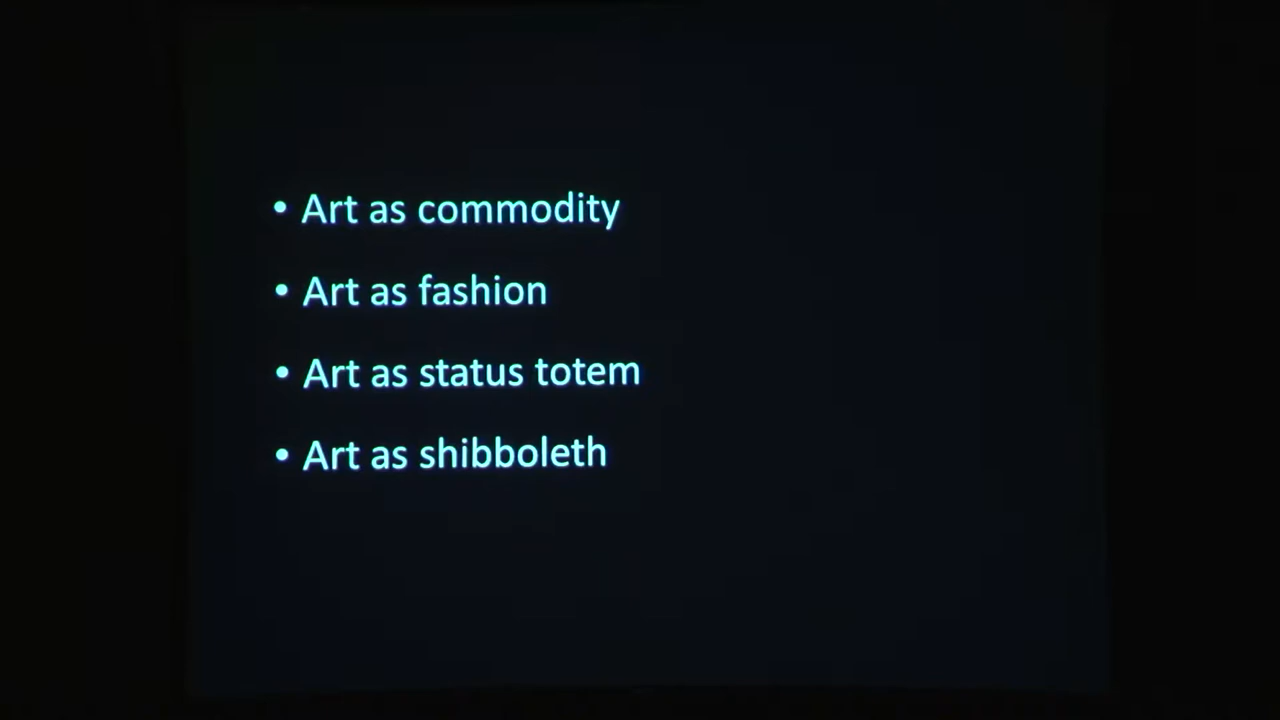 • Art as commodity
• Art as fashion
• Art as status totem
• Art as shibboleth